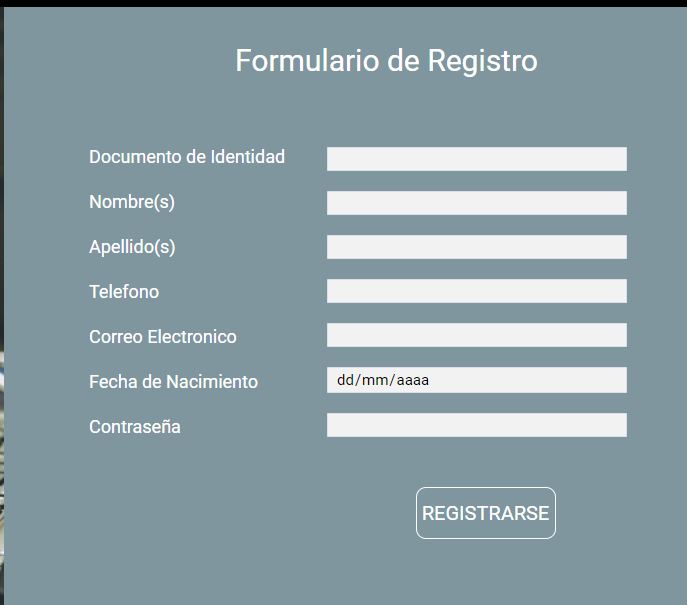 Formulario de Registro
Documento de Identidad
Nombre(s)
Apellido(s)
Telefono
Correo Electronico
Fecha de Nacimiento dd/mm/aaaa
Contraseña
REGISTRARSE